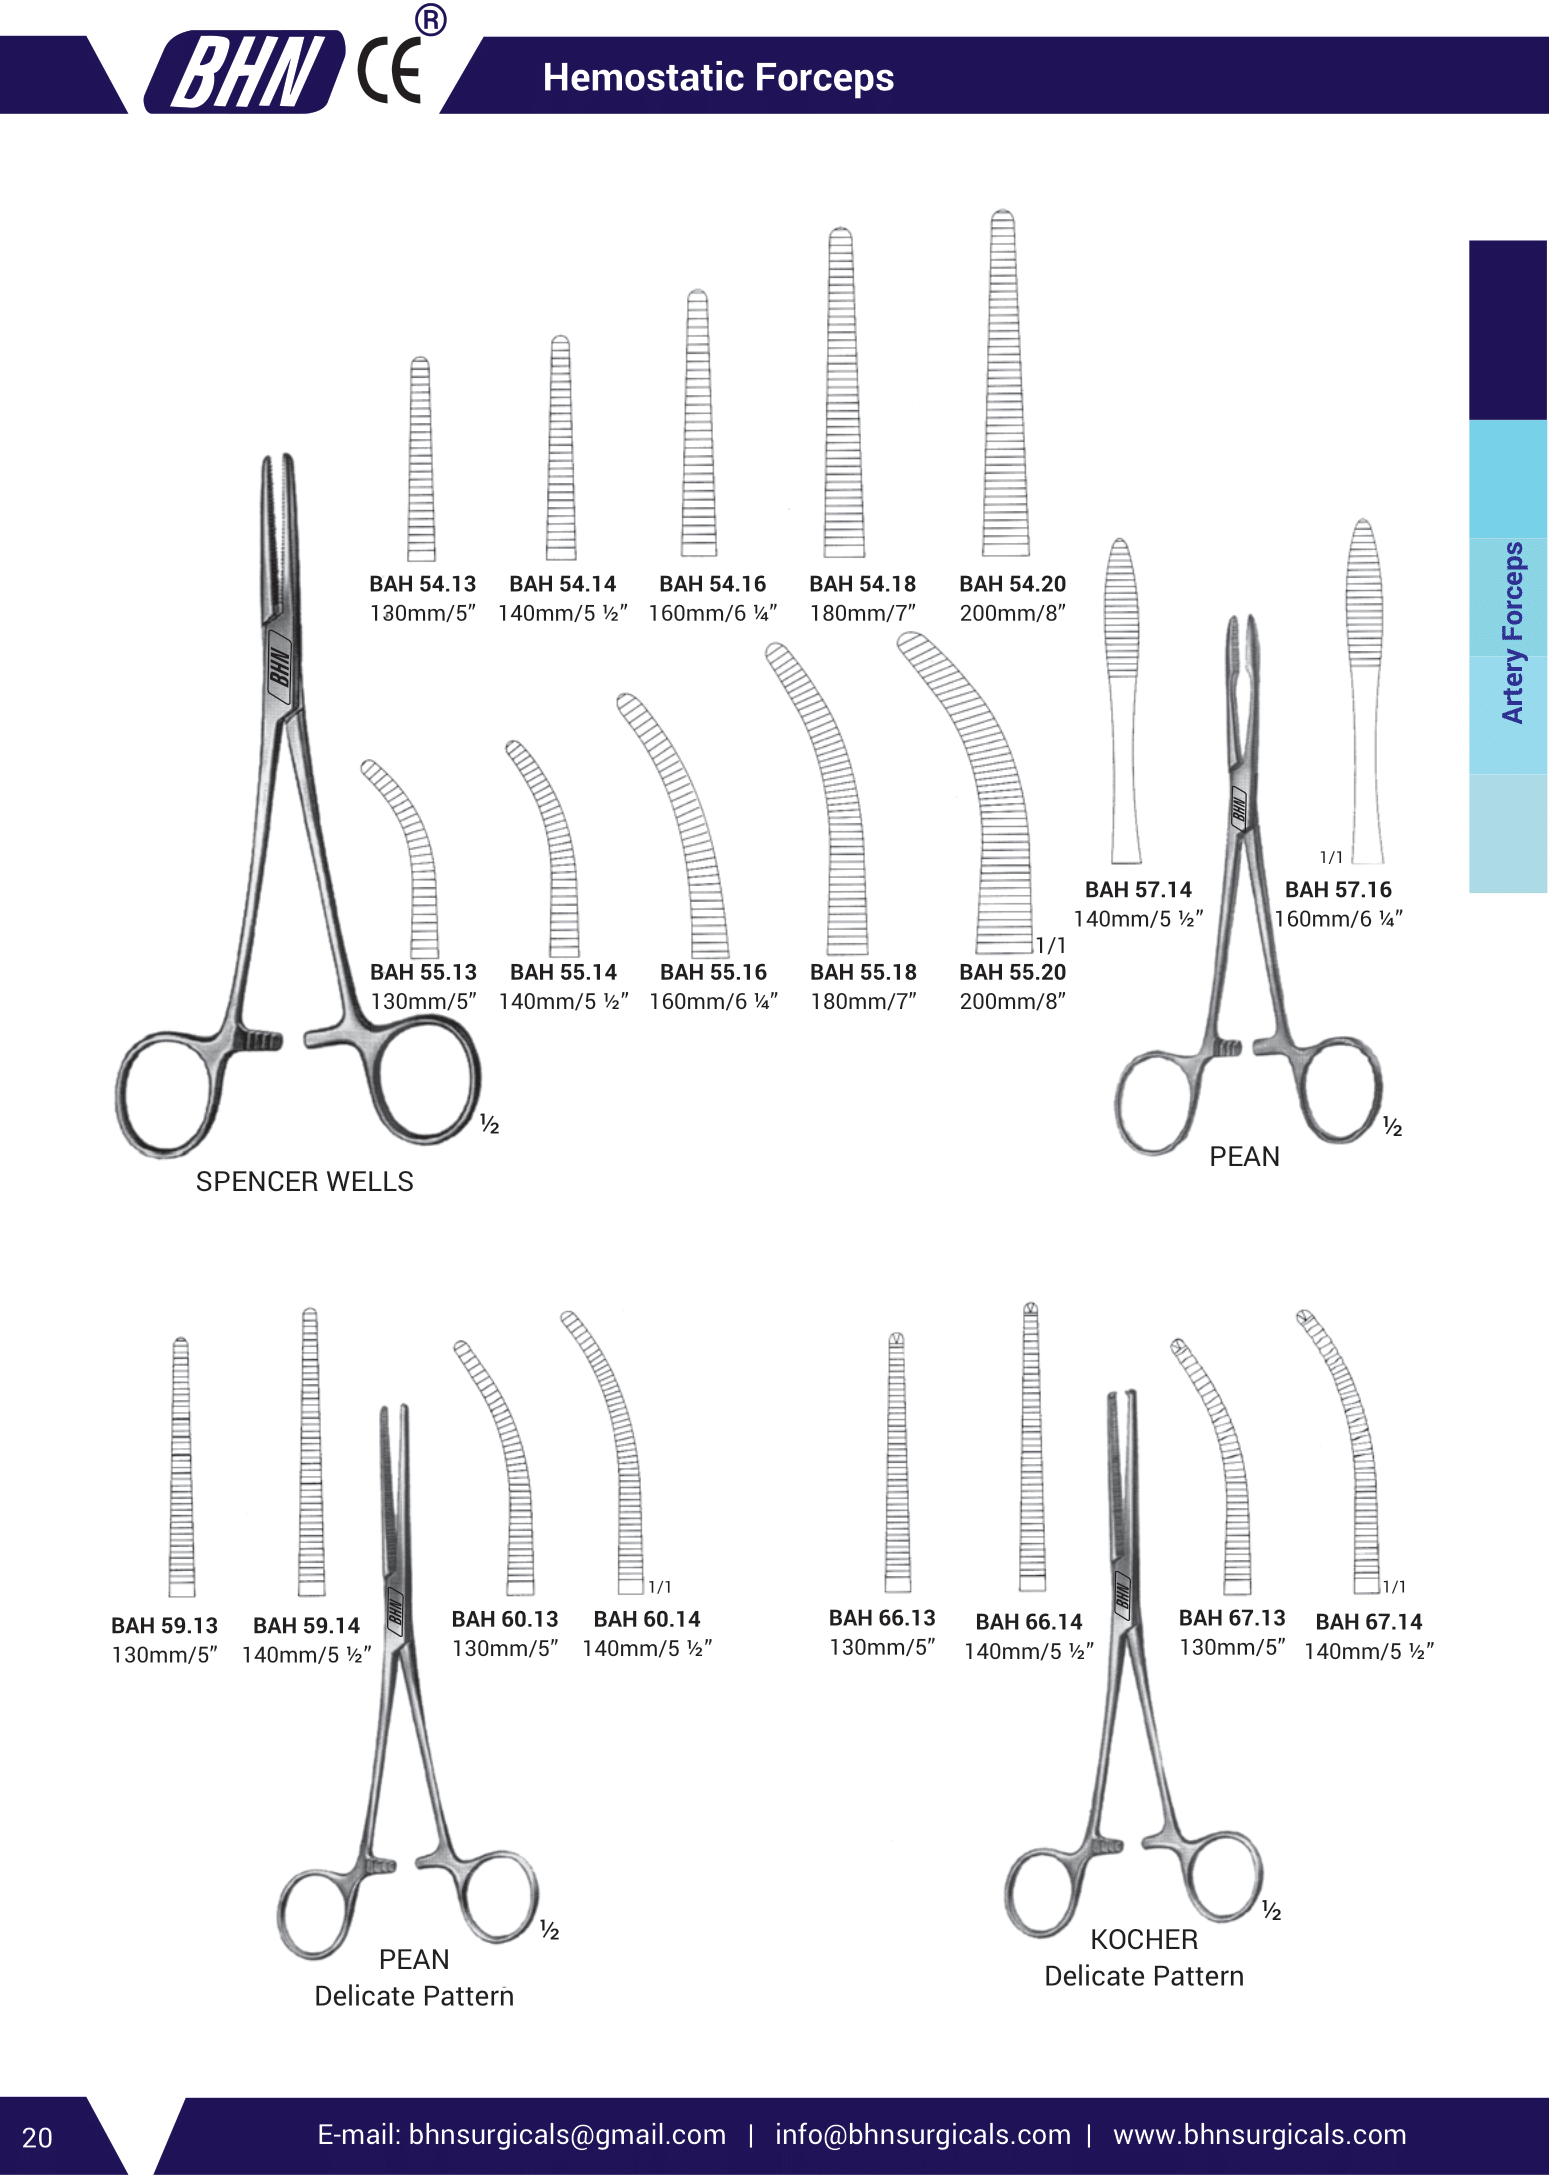 BHN CE ®
Hemostatic Forceps
BAH 54.13
130mm/5”
BAH 54.14
140mm/5 ½”
BAH 54.16
160mm/6 ¼”
BAH 54.18
180mm/7”
BAH 54.20
200mm/8”
BHN
BAH 55.13
130mm/5”
BAH 55.14
140mm/5 ½”
BAH 55.16
160mm/6 ¼”
BAH 55.18
180mm/7”
1/1
BAH 55.20
200mm/8”
½
SPENCER WELLS
BAH 57.14
140mm/5 ½”
BHN
1/1
BAH 57.16
160mm/6 ¼”
½
PEAN
Artery Forceps
BAH 59.13
130mm/5”
BAH 59.14
140mm/5 ½”
BHN
BAH 60.13
130mm/5”
1/1
BAH 60.14
140mm/5 ½”
½
PEAN
Delicate Pattern
BAH 66.13
130mm/5”
BAH 66.14
140mm/5 ½”
BHN
BAH 67.13
130mm/5”
1/1
BAH 67.14
140mm/5 ½”
½
KOCHER
Delicate Pattern
20
E-mail: bhnsurgicals@gmail.com | info@bhnsurgicals.com | www.bhnsurgicals.com